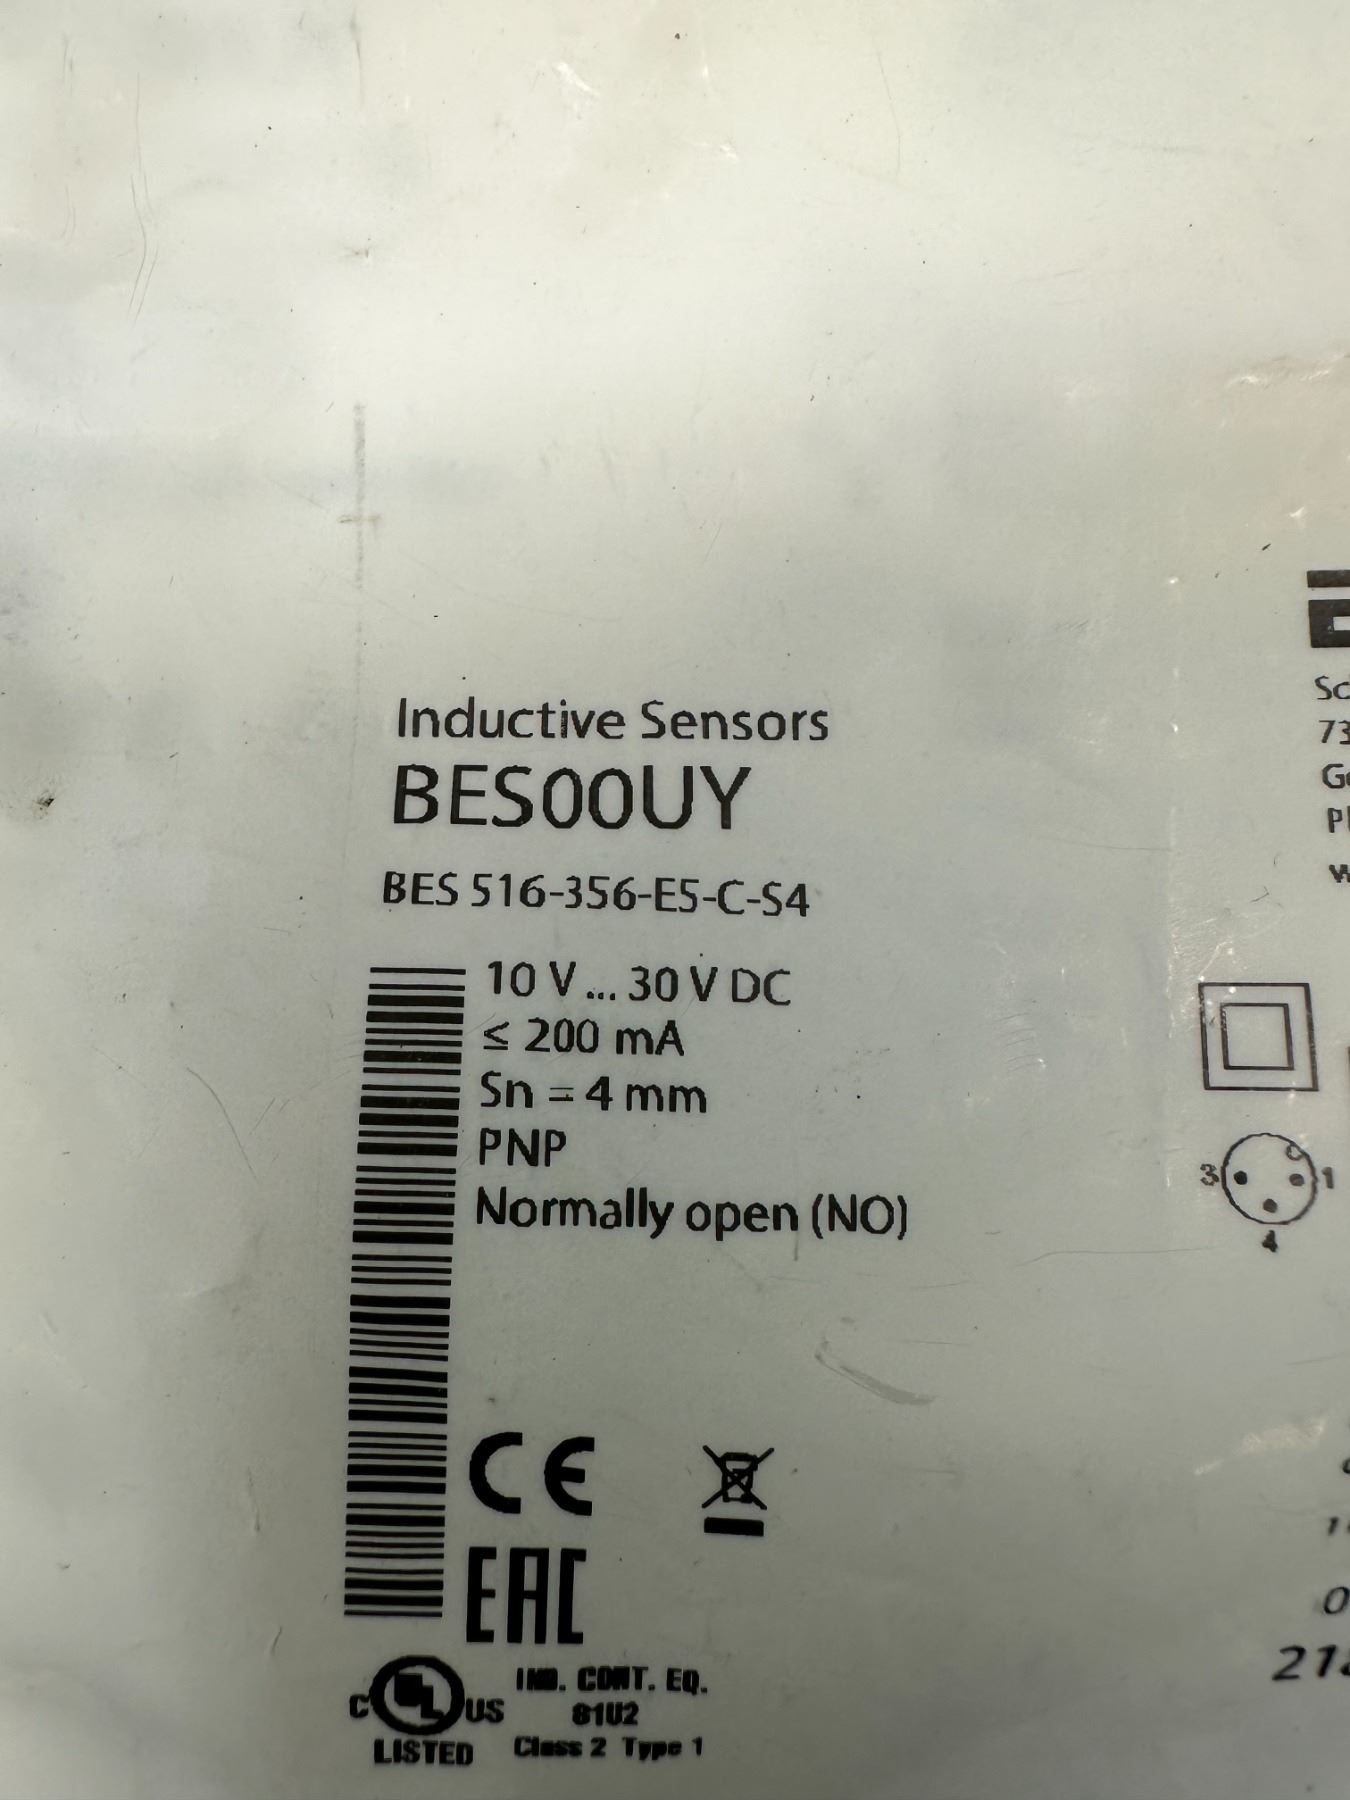 Inductive Sensors
BES00UY
BES 516-356-E5-C-S4
10 V ... 30 V DC
≤ 200 mA
Sn = 4 mm
PNP
Normally open (NO)
3
1
4
CE
EAC
C UL US
LISTED
IND. CONT. EQ.
81U2
Class 2 Type 1